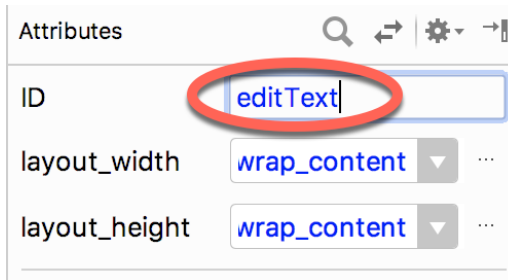 Attributes
ID editText
layout_width wrap_content ...
layout_height wrap_content ...